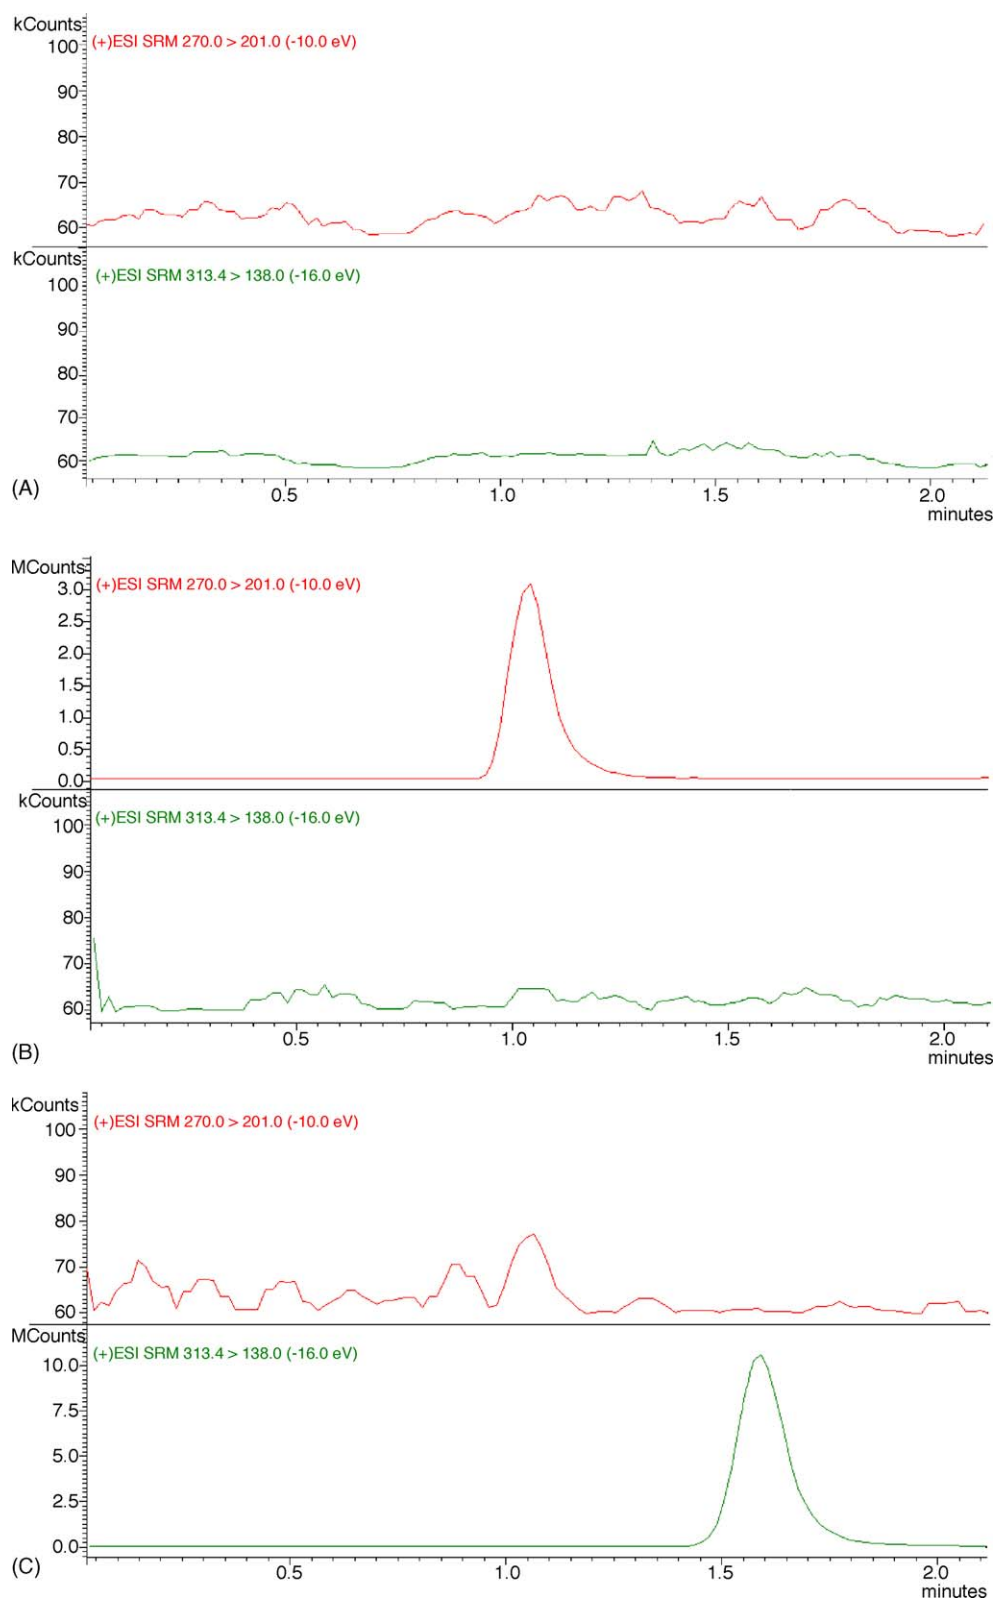 kCounts
(+)ESI SRM 270.0 > 201.0 (-10.0 eV)
100
90
80
70
60
kCounts
(+)ESI SRM 313.4 > 138.0 (-16.0 eV)
100
90
80
70
60
(A)
0.5 1.0 1.5 2.0
minutes
MCounts
(+)ESI SRM 270.0 > 201.0 (-10.0 eV)
3.0
2.5
2.0
1.5
1.0
0.5
0.0
kCounts
(+)ESI SRM 313.4 > 138.0 (-16.0 eV)
100
90
80
70
60
(B)
0.5 1.0 1.5 2.0
minutes
kCounts
(+)ESI SRM 270.0 > 201.0 (-10.0 eV)
100
90
80
70
60
MCounts
(+)ESI SRM 313.4 > 138.0 (-16.0 eV)
10.0
7.5
5.0
2.5
0.0
(C)
0.5 1.0 1.5 2.0
minutes